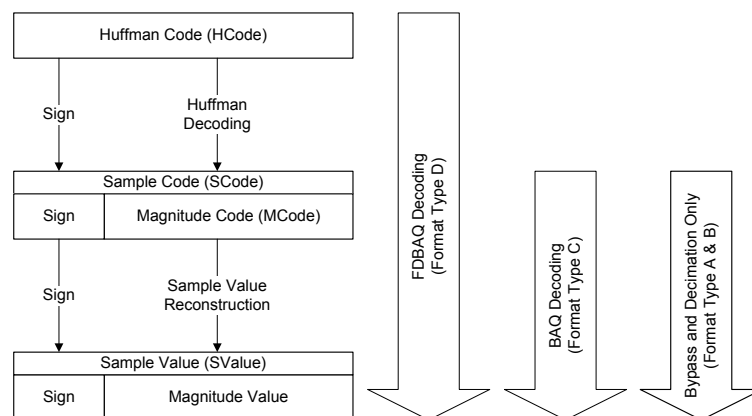 Huffman Code (HCode)
Sign
Huffman
Decoding
Sample Code (SCode)
Sign
Magnitude Code (MCode)
Sign
Sample Value
Reconstruction
Sample Value (SValue)
Sign
Magnitude Value
FDBAQ Decoding
(Format Type D)
BAQ Decoding
(Format Type C)
Bypass and Decimation Only
(Format Type A & B)